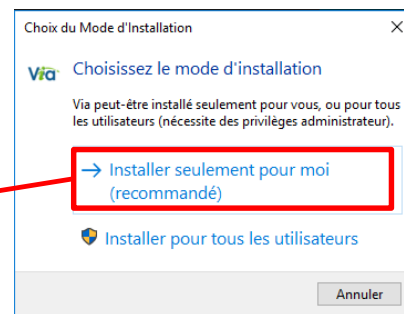 Choix du Mode d'Installation
Via Choisissez le mode d'installation
Via peut-être installé seulement pour vous, ou pour tous
les utilisateurs (nécessite des privilèges administrateur).
Installer seulement pour moi
(recommandé)
Installer pour tous les utilisateurs
Annuler